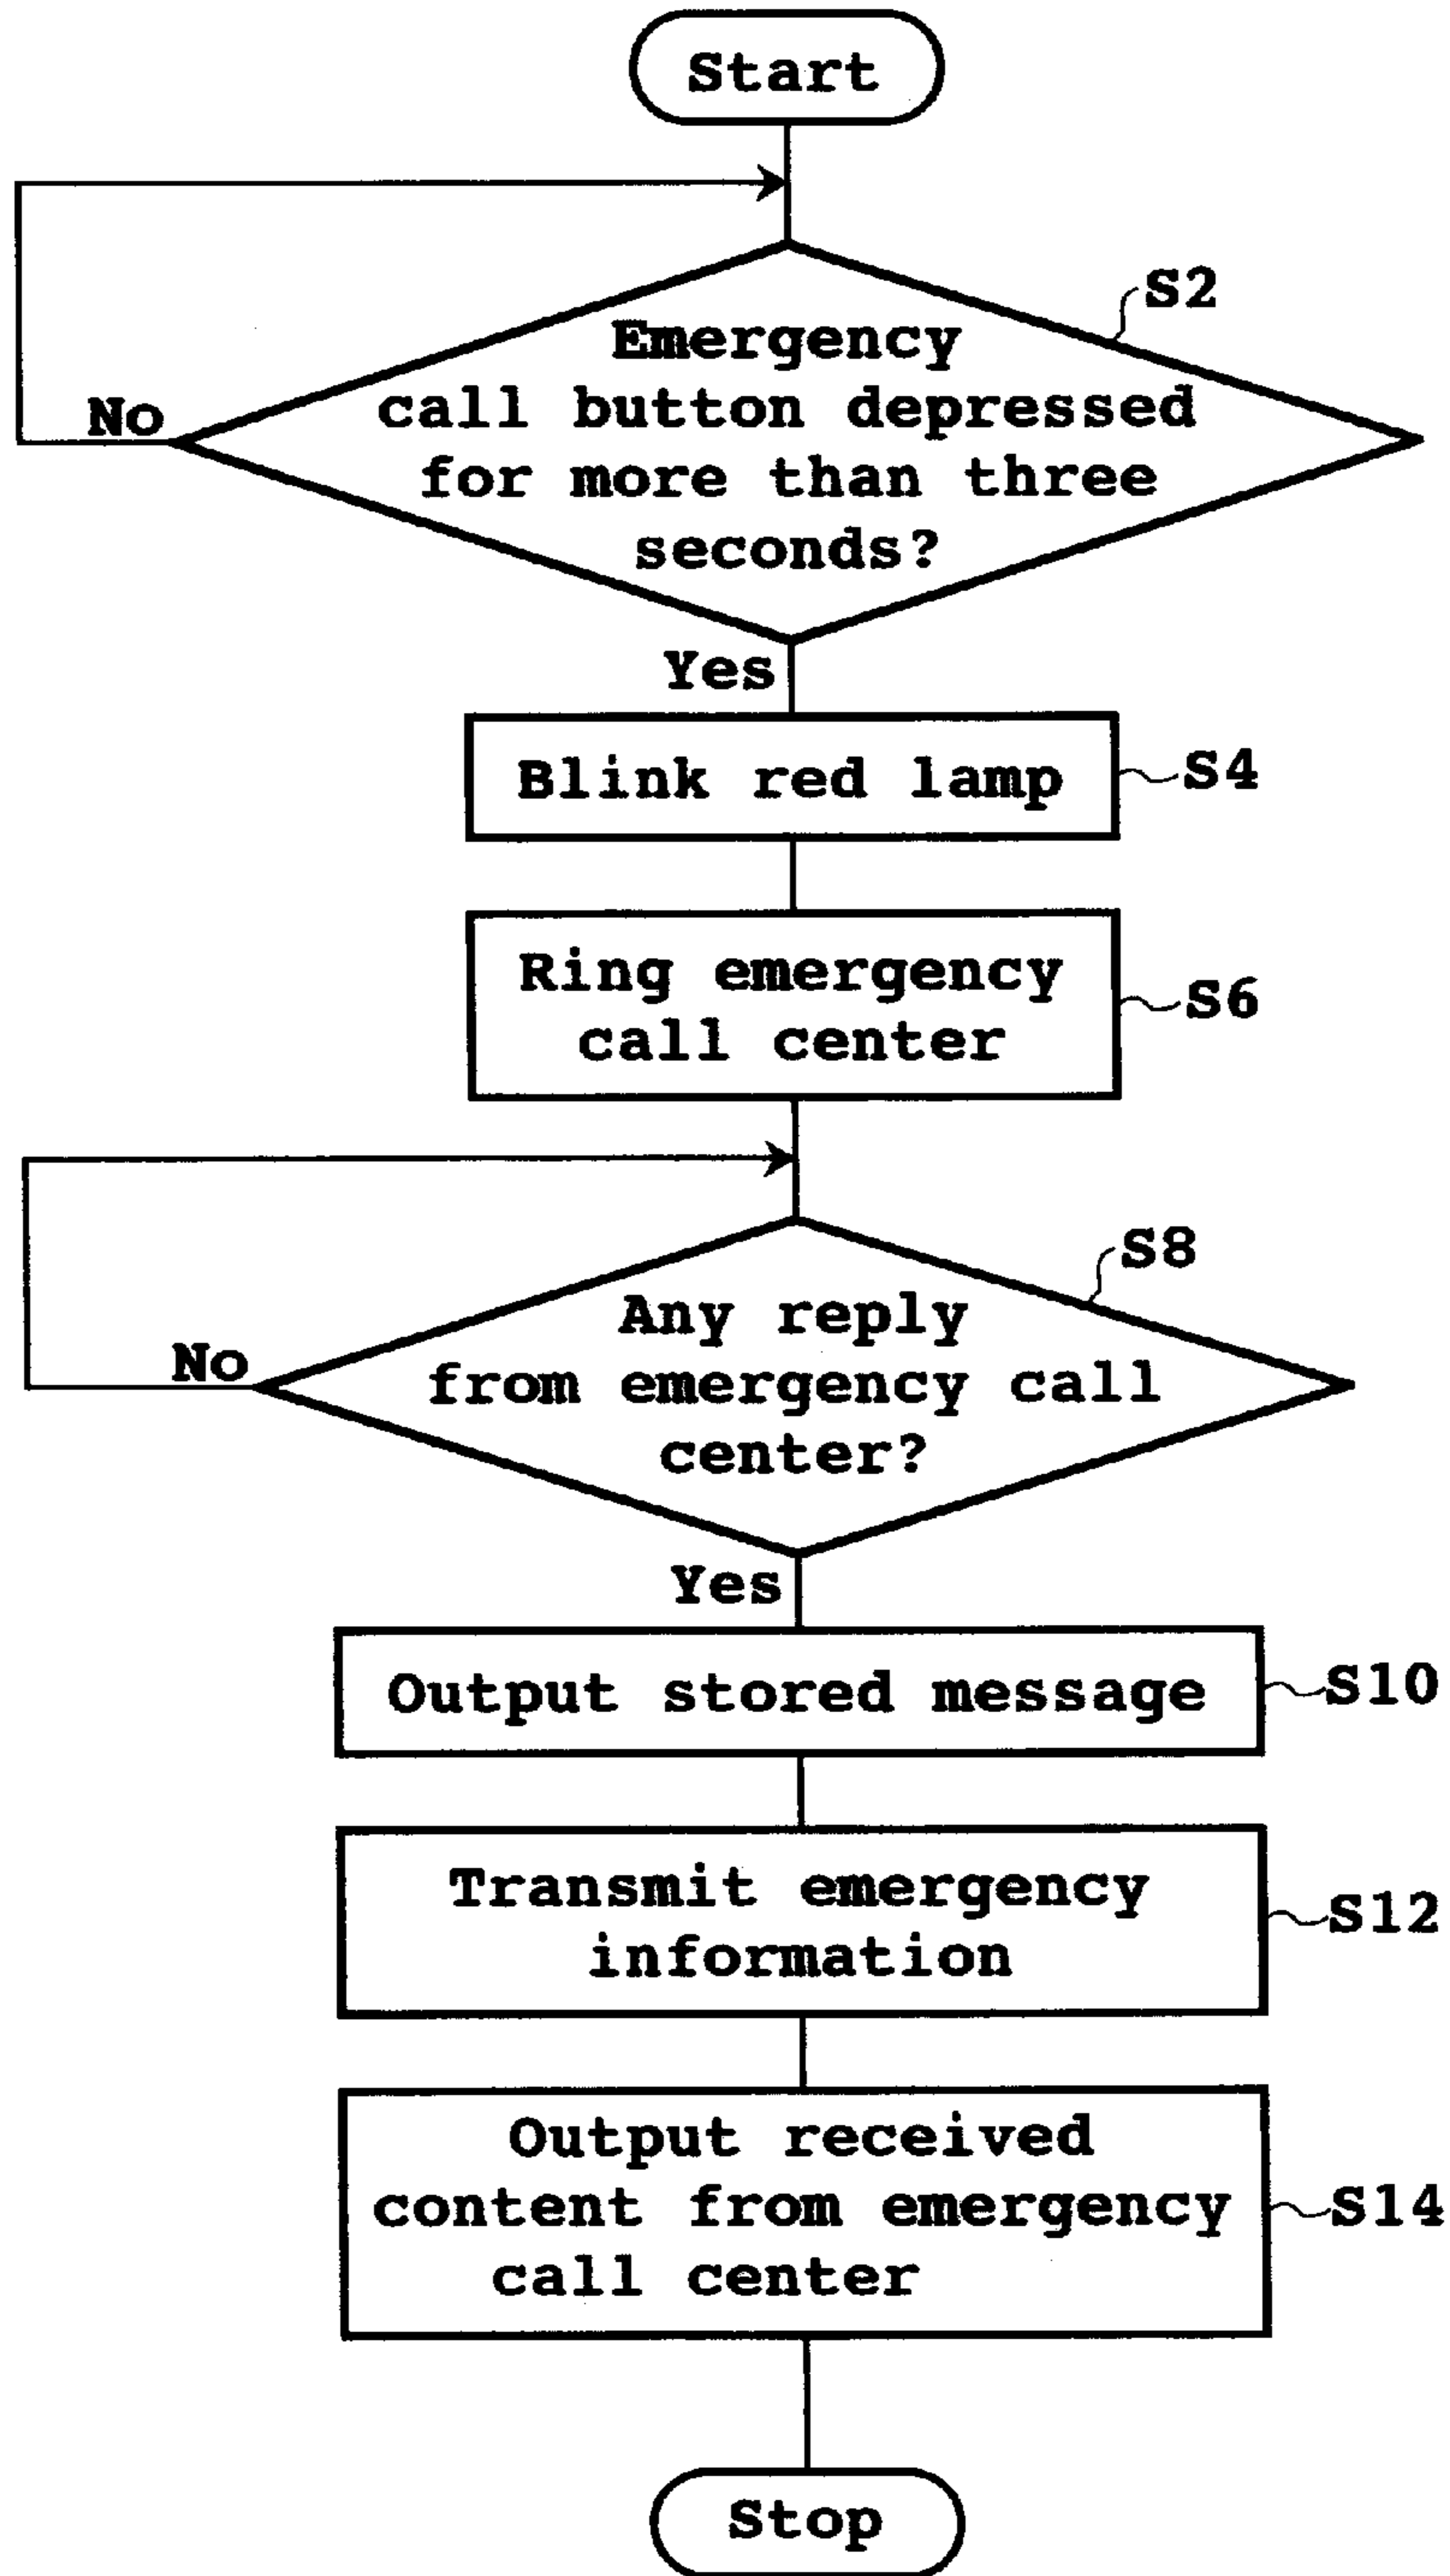 Start
S2
Emergency
call button depressed
for more than three
seconds?
No
Yes
Blink red lamp
S4
Ring emergency
call center
S6
S8
Any reply
from emergency call
center?
No
Yes
Output stored message
S10
Transmit emergency
information
S12
Output received
content from emergency
call center
S14
Stop